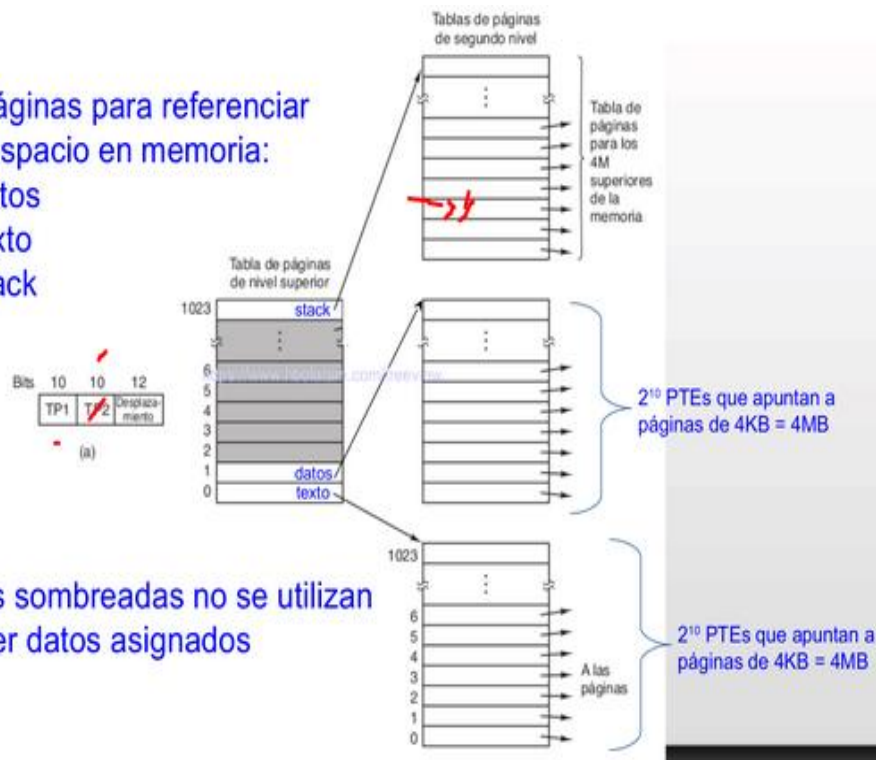 Tablas de páginas
de segundo nivel
áginas para referenciar
spacio en memoria:
tos
xto
ack
Tabla de
páginas
para los
4M
superiores
de la
memoria
Tabla de páginas
de nivel superior
1023 stack
6
5
4
3
2
1 datos
0 texto
Bits 10 10 12
TP1 TP2 Desplaza-
miento
(a)
2¹⁰ PTEs que apuntan a
páginas de 4KB = 4MB
s sombreadas no se utilizan
er datos asignados
1023
6
5
4
3
2
1
0
A las
páginas
2¹⁰ PTEs que apuntan a
páginas de 4KB = 4MB